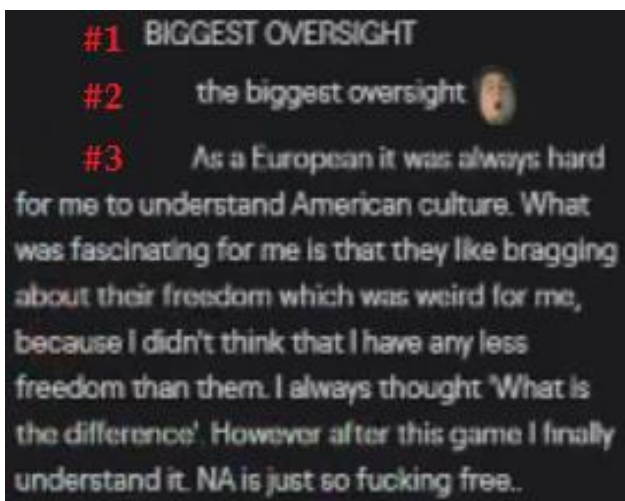 #1 BIGGEST OVERSIGHT
#2 the biggest oversight
#3 As a European it was always hard
for me to understand American culture. What
was fascinating for me is that they like bragging
about their freedom which was weird for me,
because I didn't think that I have any less
freedom than them. I always thought 'What is
the difference'. However after this game I finally
understand it. NA is just so fucking free..